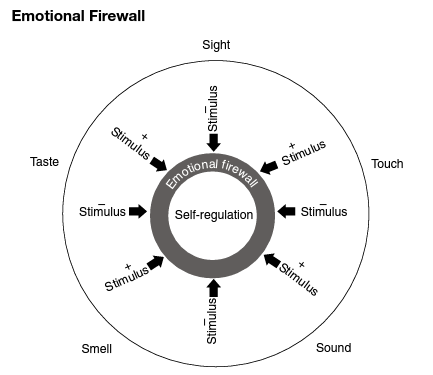 Emotional Firewall
Sight
−
Stimulus
+
Stimulus
+
Stimulus
Taste
Touch
Emotional firewall
−
Stimulus
Self-regulation
−
Stimulus
+
Stimulus
+
Stimulus
−
Stimulus
Smell
Sound